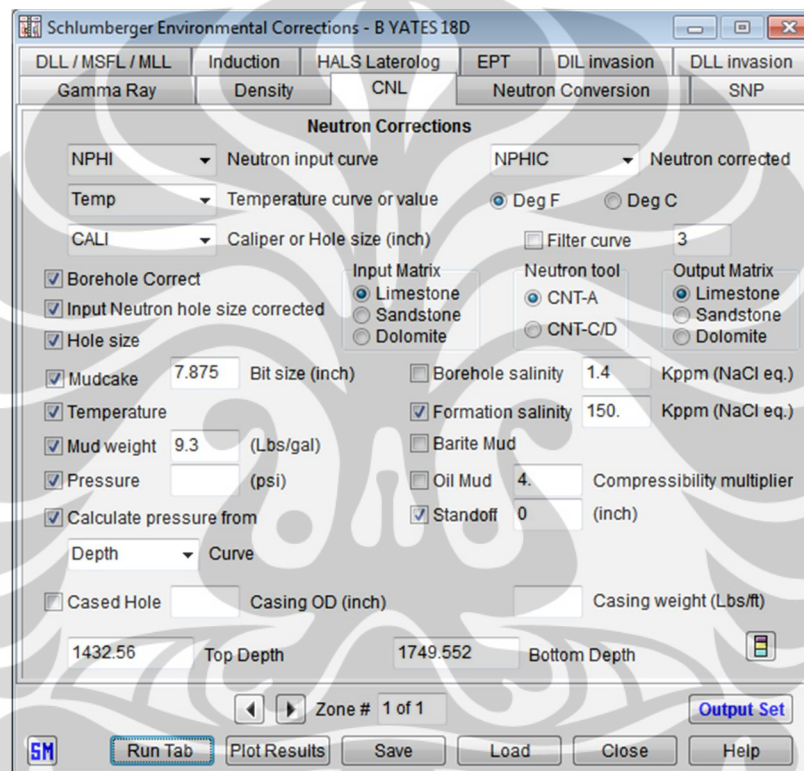 Schlumberger Environmental Corrections - B YATES 18D
DLL / MSFL / MLL Induction HALS Laterolog EPT DIL invasion DLL invasion
Gamma Ray Density CNL Neutron Conversion SNP
Neutron Corrections
NPHI Neutron input curve NPHIC Neutron corrected
Temp Temperature curve or value Deg F Deg C
CALI Caliper or Hole size (inch) Filter curve 3
Borehole Correct Input Matrix Neutron tool Output Matrix
Limestone CNT-A Limestone
Input Neutron hole size corrected Sandstone Sandstone
Hole size Dolomite CNT-C/D Dolomite
Mudcake 7.875 Bit size (inch) Borehole salinity 1.4 Kppm (NaCl eq.)
Temperature Formation salinity 150. Kppm (NaCl eq.)
Mud weight 9.3 (Lbs/gal) Barite Mud
Pressure (psi) Oil Mud 4. Compressibility multiplier
Calculate pressure from Standoff 0 (inch)
Depth Curve
Cased Hole Casing OD (inch) Casing weight (Lbs/ft)
1432.56 Top Depth 1749.552 Bottom Depth
Zone # 1 of 1 Output Set
SM Run Tab Plot Results Save Load Close Help